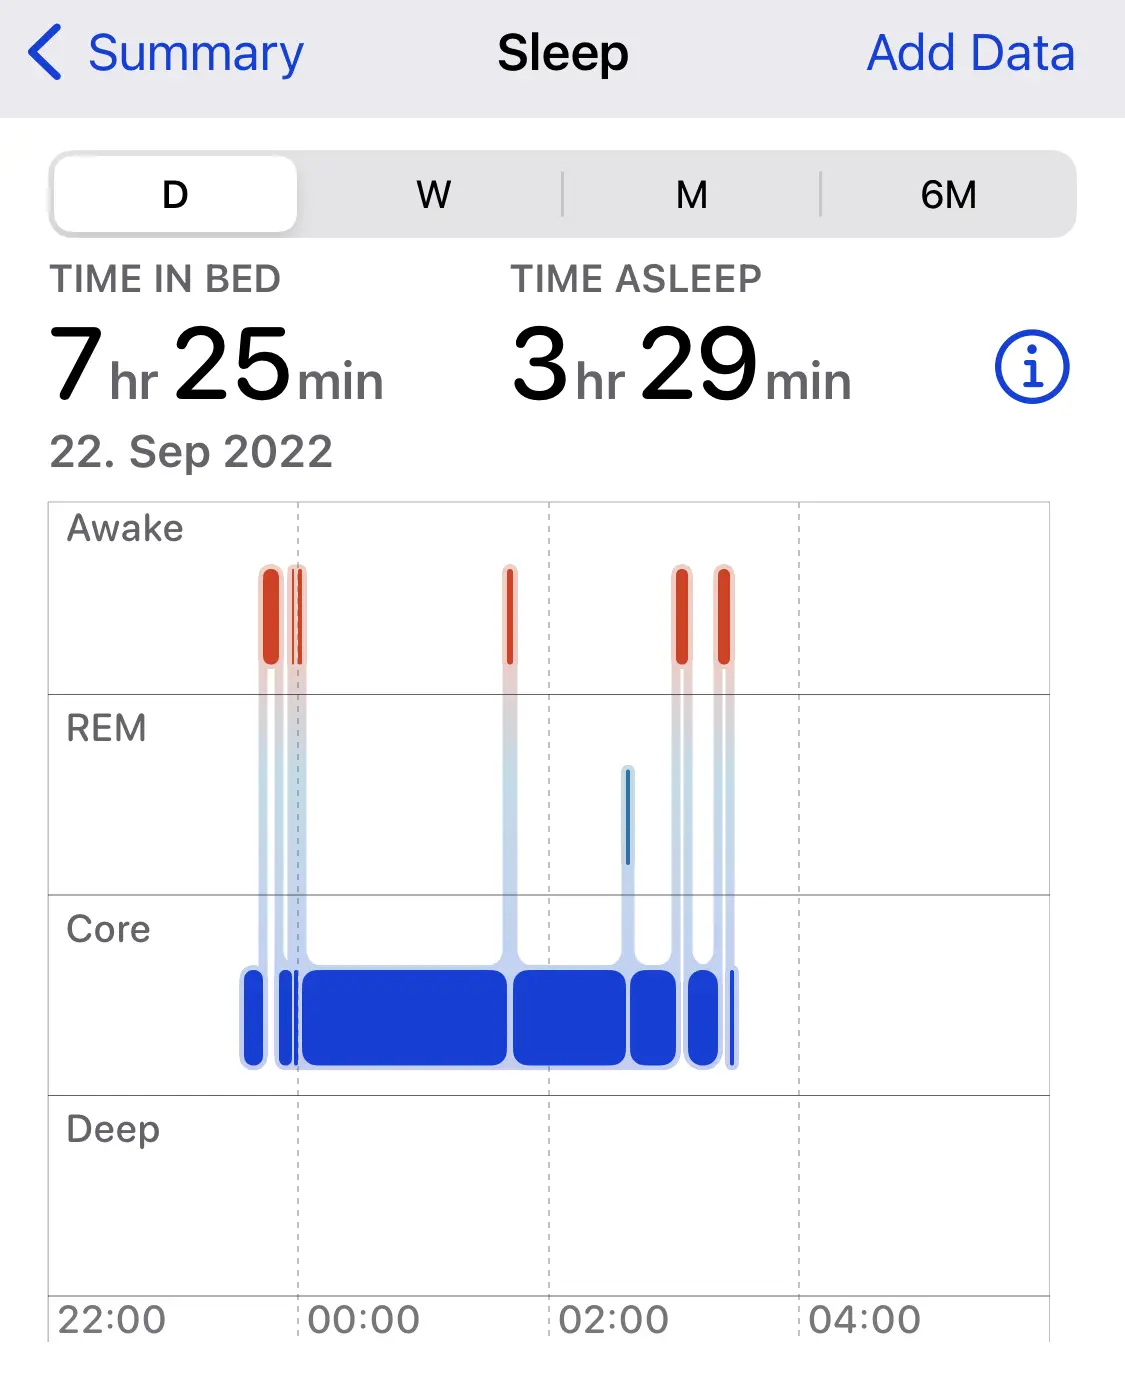 Summary Sleep Add Data
D W M 6M
TIME IN BED TIME ASLEEP
7 hr 25 min 3 hr 29 min
22. Sep 2022
Awake
REM
Core
Deep
22:00 00:00 02:00 04:00